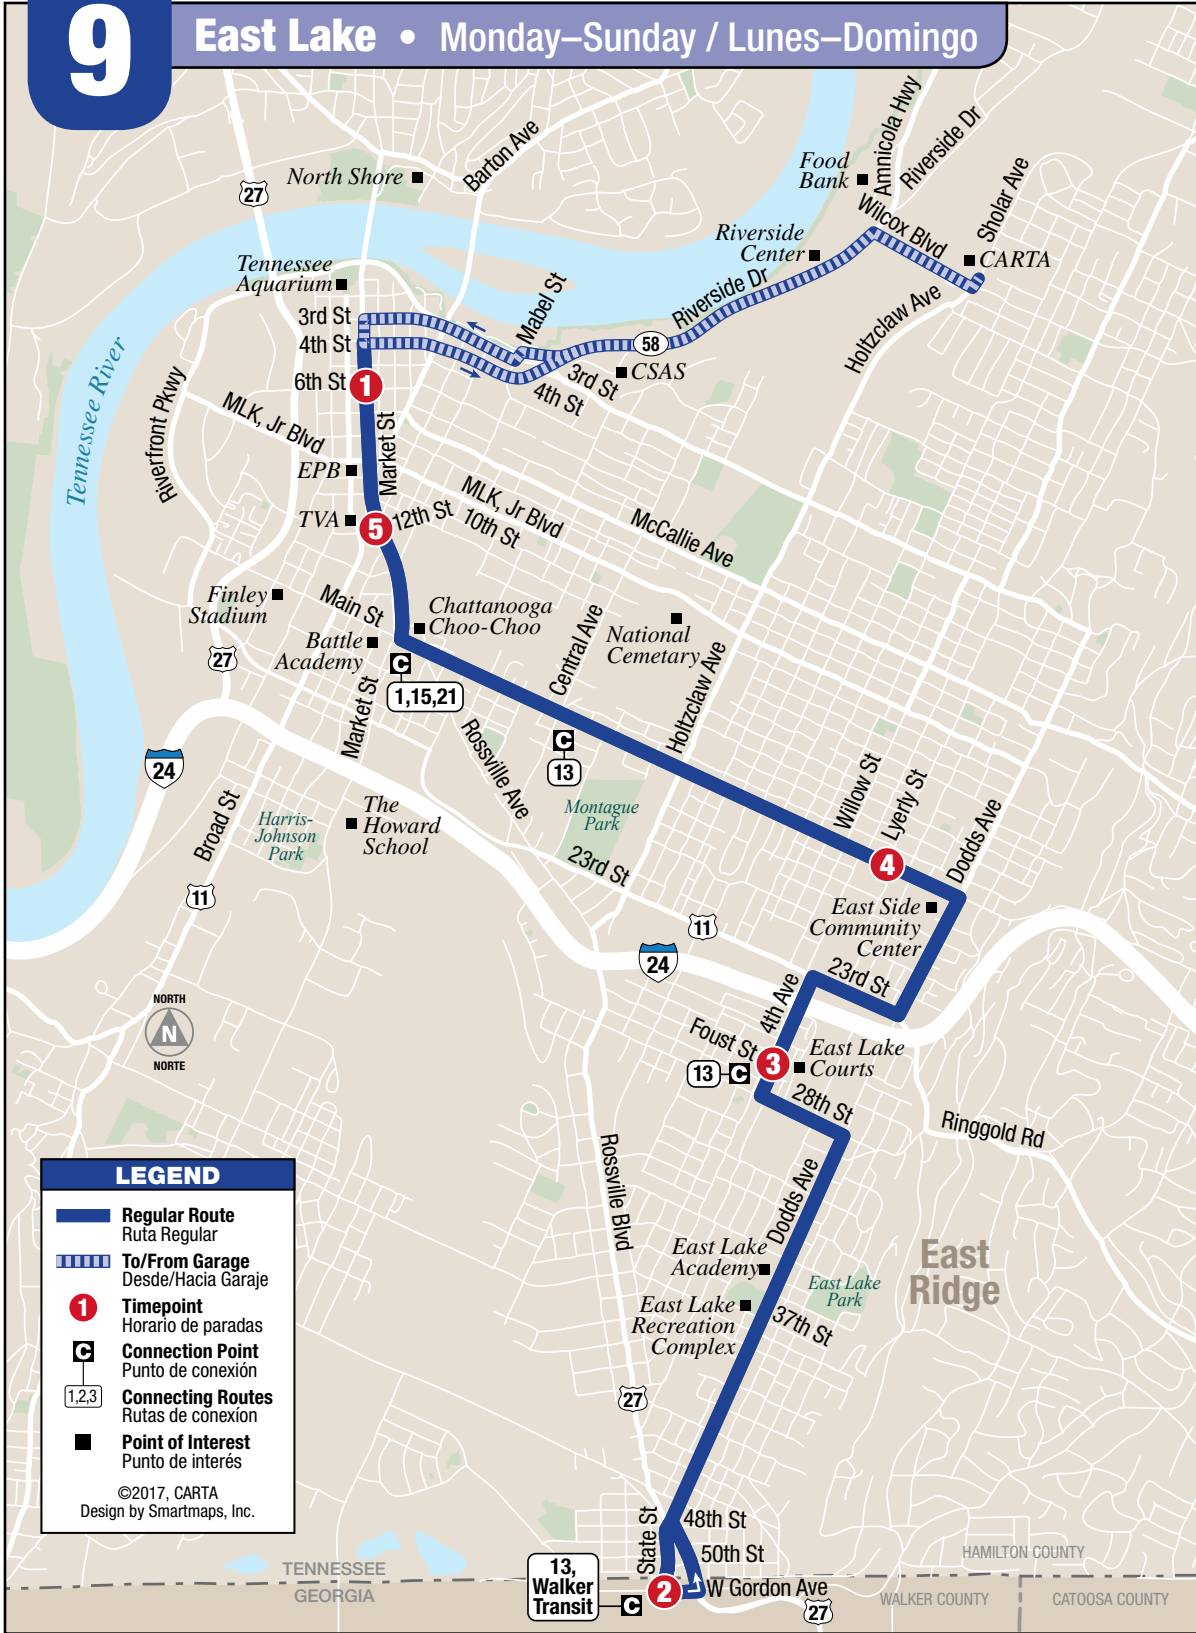 9
East Lake • Monday–Sunday / Lunes–Domingo
North Shore
Barton Ave
27
Food
Bank
Amnicola Hwy
Riverside Dr
Sholar Ave
Wilcox Blvd
Riverside
Center
CARTA
Tennessee
Aquarium
Mabel St
Riverside Dr
Holtzclaw Ave
3rd St
4th St
58
6th St
1
3rd St
CSAS
4th St
Tennessee River
Riverfront Pkwy
MLK, Jr Blvd
Market St
EPB
MLK, Jr Blvd
McCallie Ave
TVA
5
12th St
10th St
Finley
Stadium
Main St
Chattanooga
Choo-Choo
Battle
Academy
Central Ave
National
Cemetary
27
C
1,15,21
Market St
Holtzclaw Ave
Rossville Ave
C
13
24
Willow St
Lyerly St
Dodds Ave
Broad St
Harris-
Johnson
Park
The
Howard
School
Montague
Park
23rd St
4
11
East Side
Community
Center
11
24
23rd St
4th Ave
NORTH
N
NORTE
Foust St
3
East Lake
Courts
13
C
28th St
Ringgold Rd
Rossville Blvd
Dodds Ave
East Lake
Academy
East Lake
Park
East
Ridge
East Lake
Recreation
Complex
37th St
27
LEGEND
Regular Route
Ruta Regular
To/From Garage
Desde/Hacia Garaje
1
Timepoint
Horario de paradas
C
Connection Point
Punto de conexión
1,2,3
Connecting Routes
Rutas de conexíon
Point of Interest
Punto de interés
©2017, CARTA
Design by Smartmaps, Inc.
State St
48th St
50th St
TENNESSEE
GEORGIA
13,
Walker
Transit
C
2
W Gordon Ave
27
HAMILTON COUNTY
WALKER COUNTY
CATOOSA COUNTY